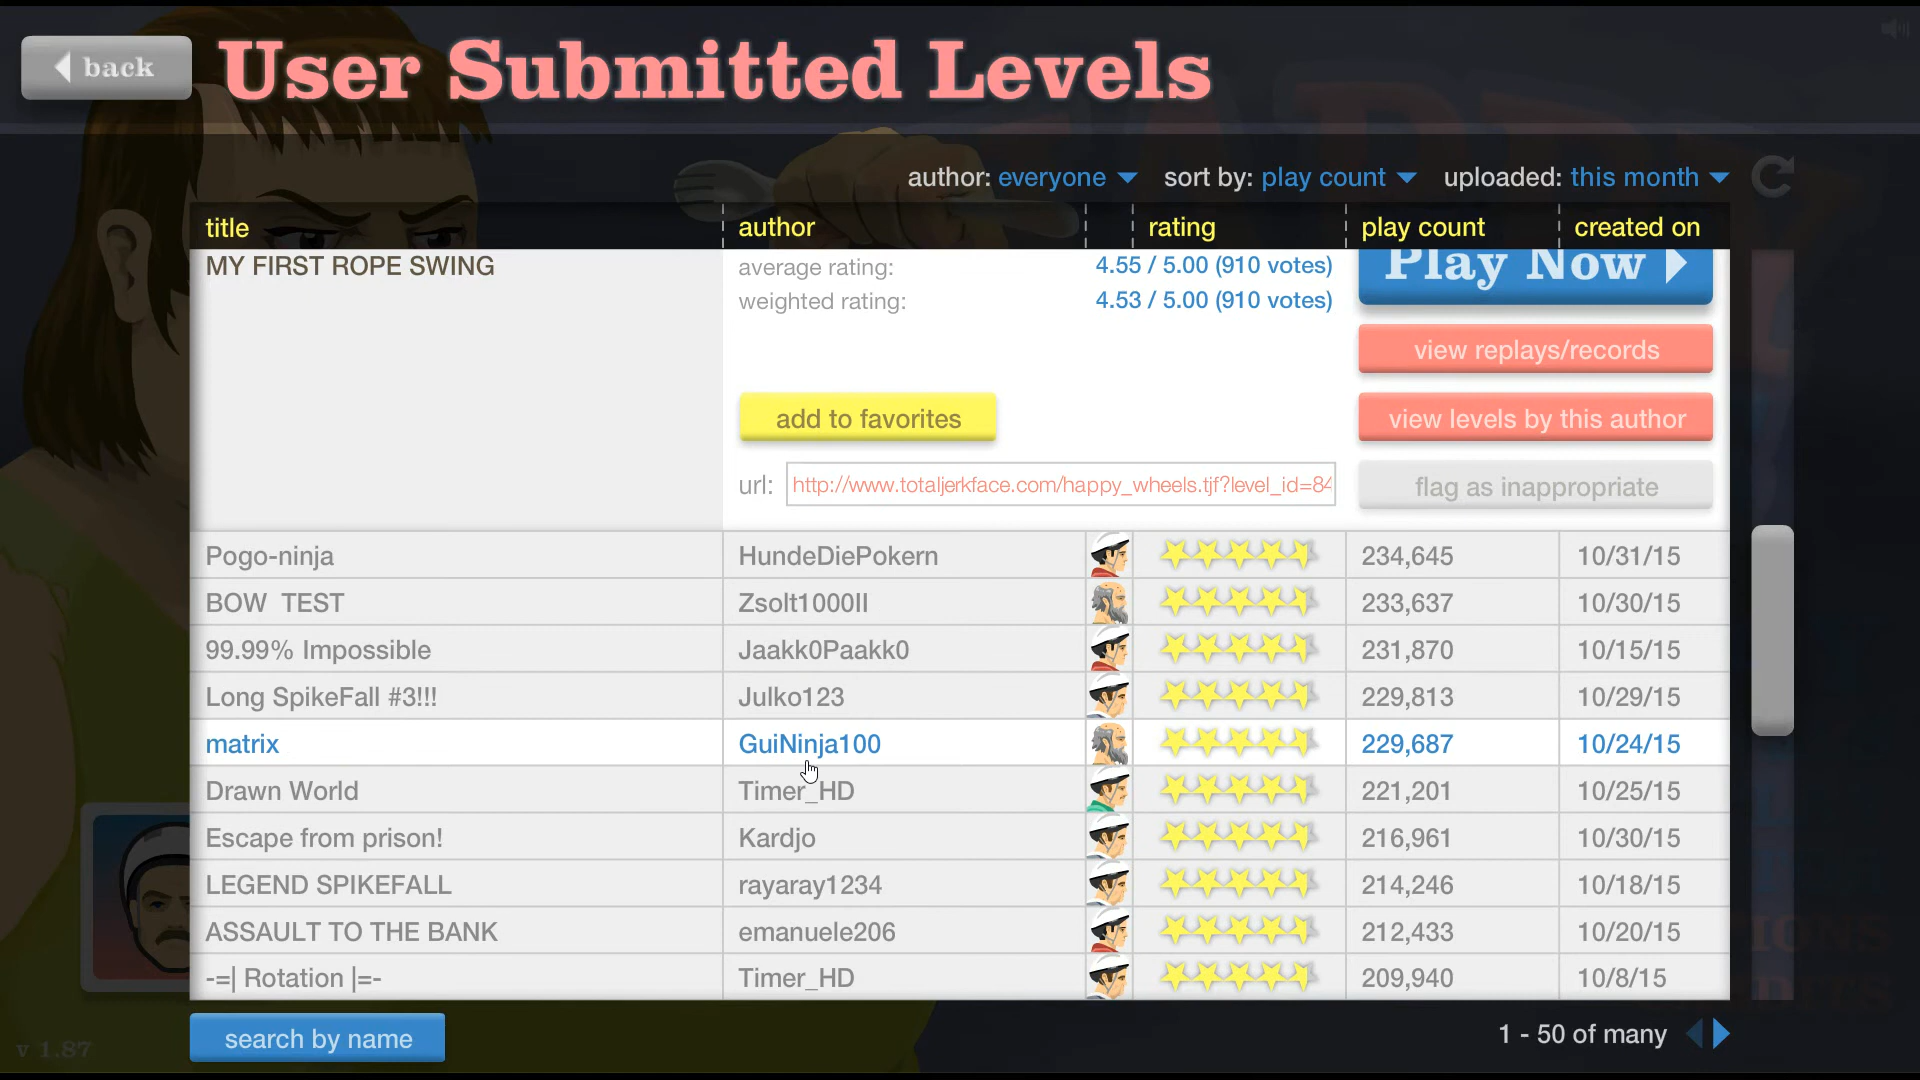 back
User Submitted Levels
author: everyone sort by: play count uploaded: this month
title author rating play count created on
MY FIRST ROPE SWING
average rating: 4.55 / 5.00 (910 votes)
weighted rating: 4.53 / 5.00 (910 votes)
Play Now
view replays/records
add to favorites
view levels by this author
url: http://www.totaljerkface.com/happy_wheels.tjf?level_id=84
flag as inappropriate
Pogo-ninja HundeDiePokern 234,645 10/31/15
BOW TEST Zsolt1000II 233,637 10/30/15
99.99% Impossible Jaakk0Paakk0 231,870 10/15/15
Long SpikeFall #3!!! Julko123 229,813 10/29/15
matrix GuiNinja100 229,687 10/24/15
Drawn World Timer_HD 221,201 10/25/15
Escape from prison! Kardjo 216,961 10/30/15
LEGEND SPIKEFALL rayaray1234 214,246 10/18/15
ASSAULT TO THE BANK emanuele206 212,433 10/20/15
-=| Rotation |=- Timer_HD 209,940 10/8/15
search by name
1 - 50 of many
v 1.87